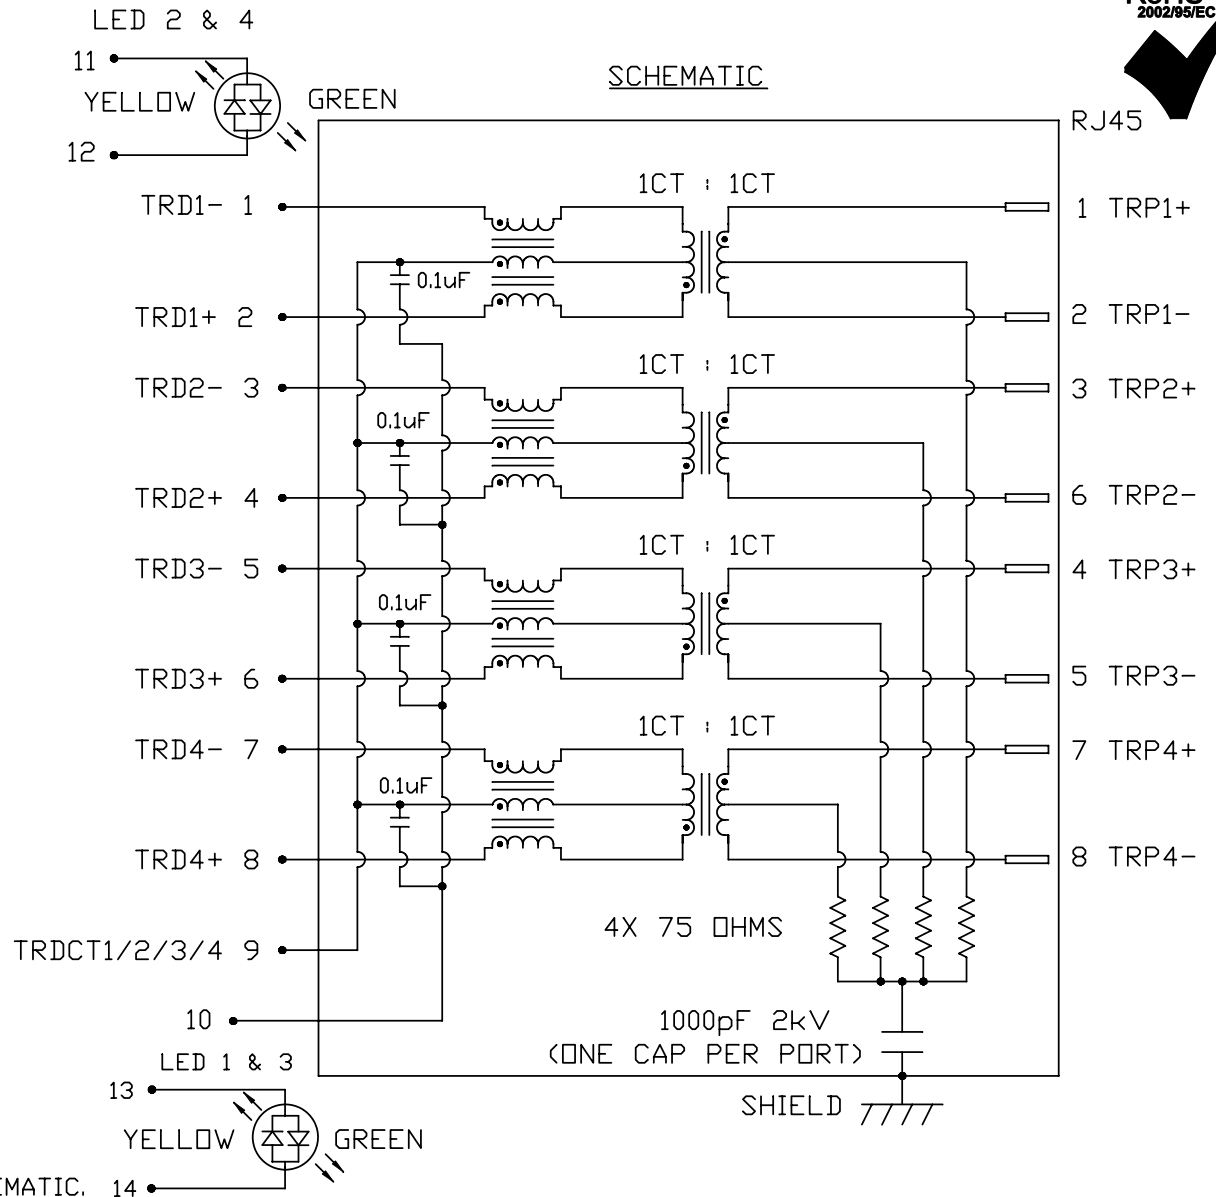 RoHS
2002/95/EC
LED 2 & 4
11
YELLOW
GREEN
12
SCHEMATIC
RJ45
1CT : 1CT
TRD1- 1
1 TRP1+
0.1uF
TRD1+ 2
2 TRP1-
1CT : 1CT
TRD2- 3
3 TRP2+
0.1uF
TRD2+ 4
6 TRP2-
1CT : 1CT
TRD3- 5
4 TRP3+
0.1uF
TRD3+ 6
5 TRP3-
1CT : 1CT
TRD4- 7
7 TRP4+
0.1uF
TRD4+ 8
8 TRP4-
4X 75 OHMS
TRDCT1/2/3/4 9
10
1000pF 2kV
(ONE CAP PER PORT)
LED 1 & 3
13
SHIELD
YELLOW
GREEN
EMATIC. 14